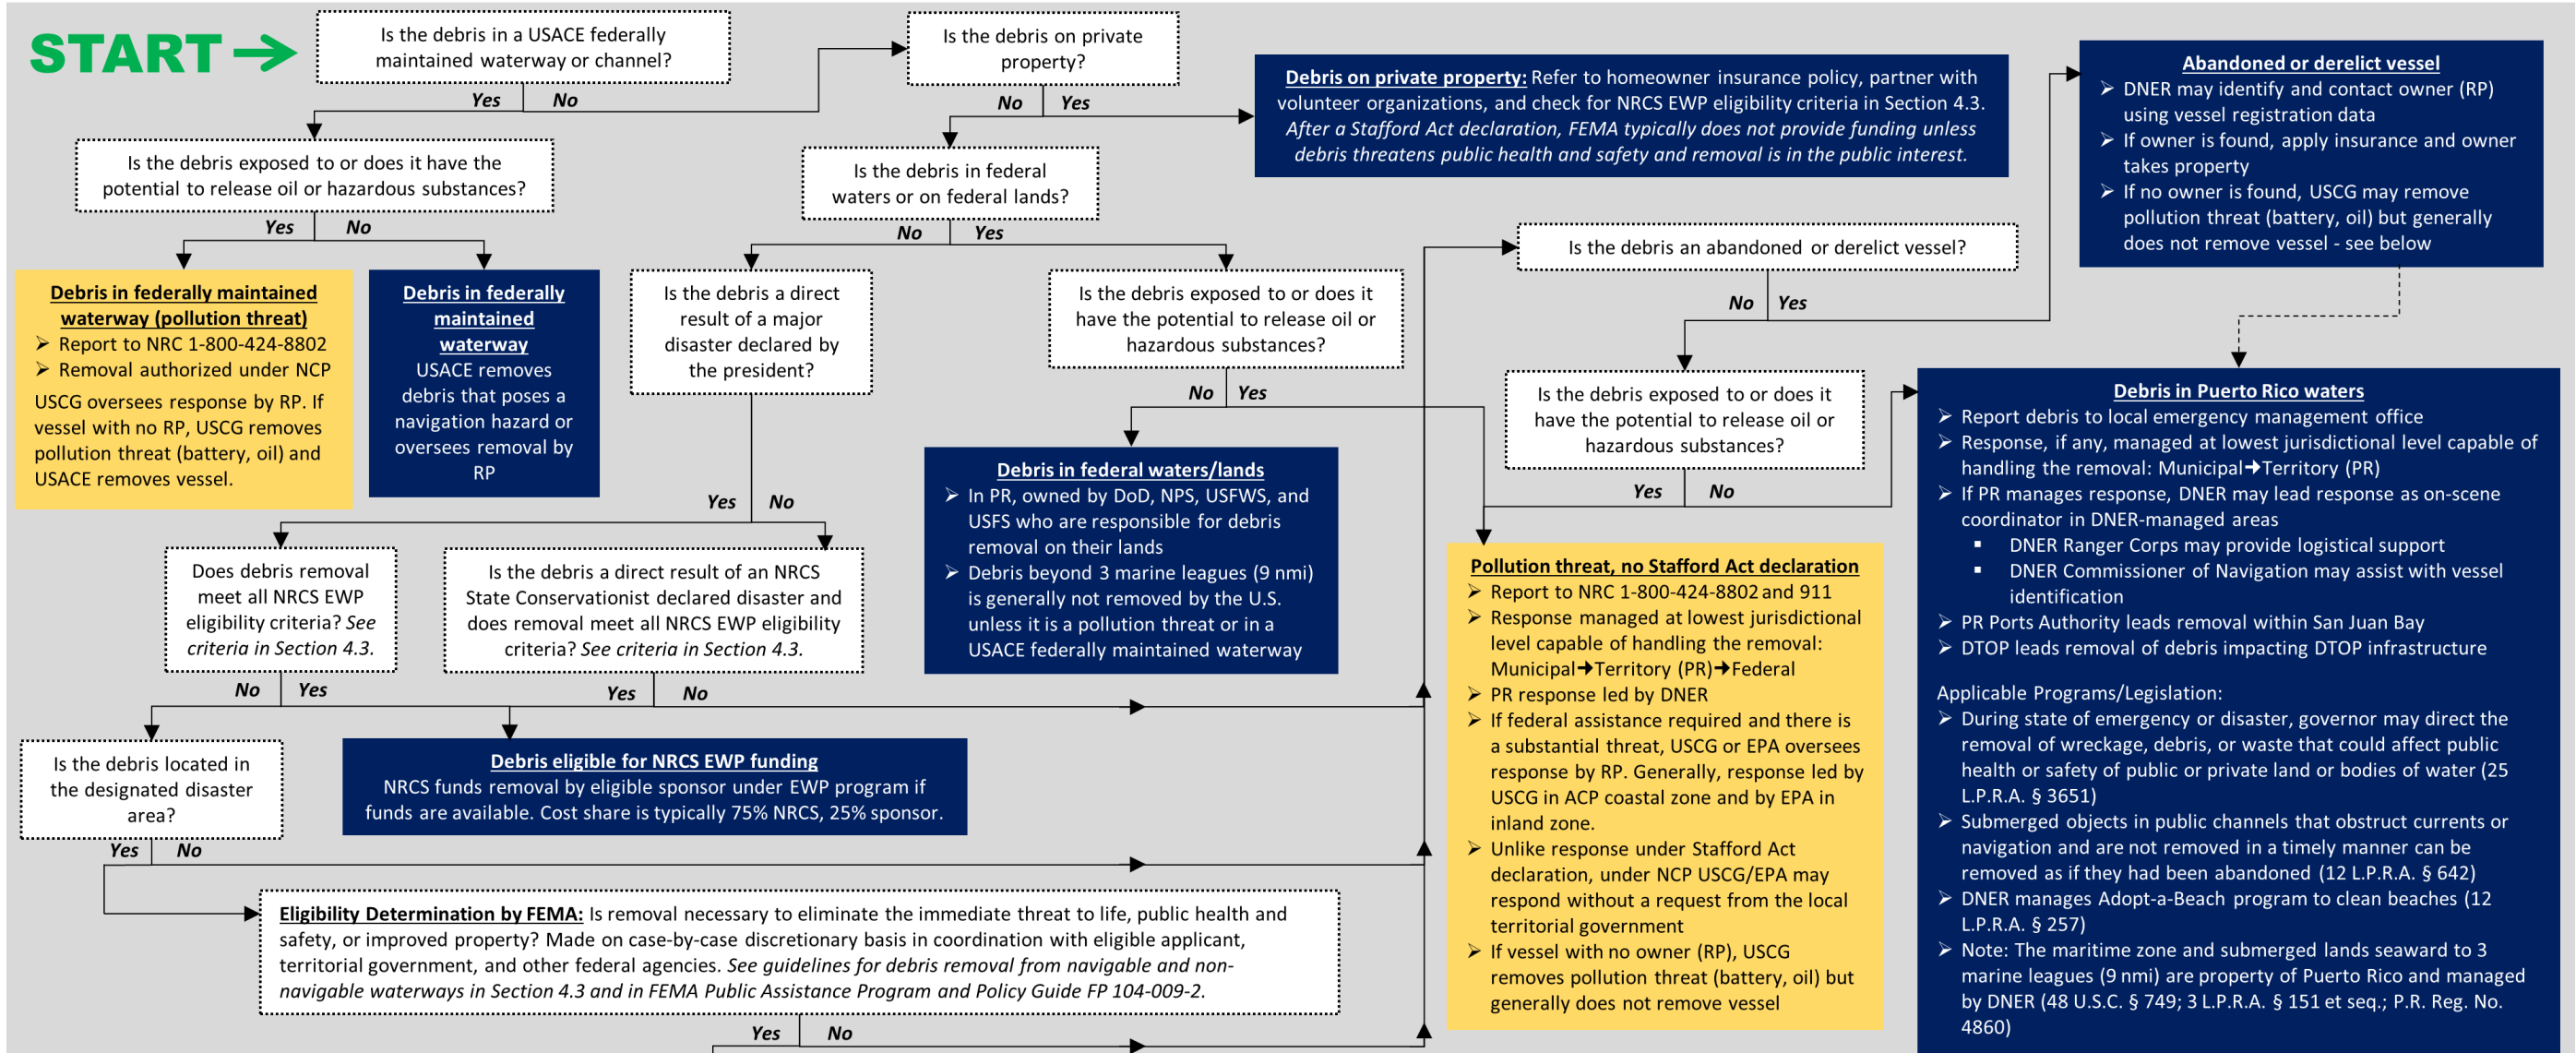 START
Is the debris in a USACE federally
maintained waterway or channel?
Yes
No
Is the debris on private
property?
No
Yes
Debris on private property: Refer to homeowner insurance policy, partner with
volunteer organizations, and check for NRCS EWP eligibility criteria in Section 4.3.
After a Stafford Act declaration, FEMA typically does not provide funding unless
debris threatens public health and safety and removal is in the public interest.
Abandoned or derelict vessel
➢ DNER may identify and contact owner (RP)
using vessel registration data
➢ If owner is found, apply insurance and owner
takes property
➢ If no owner is found, USCG may remove
pollution threat (battery, oil) but generally
does not remove vessel - see below
Is the debris exposed to or does it have the
potential to release oil or hazardous substances?
Yes
No
Is the debris in federal
waters or on federal lands?
No
Yes
Is the debris an abandoned or derelict vessel?
No
Yes
Debris in federally maintained
waterway (pollution threat)
➢ Report to NRC 1-800-424-8802
➢ Removal authorized under NCP
USCG oversees response by RP. If
vessel with no RP, USCG removes
pollution threat (battery, oil) and
USACE removes vessel.
Debris in federally
maintained
waterway
USACE removes
debris that poses a
navigation hazard or
oversees removal by
RP
Is the debris a direct
result of a major
disaster declared by
the president?
Yes
No
Is the debris exposed to or does it
have the potential to release oil or
hazardous substances?
No
Yes
Is the debris exposed to or does it
have the potential to release oil or
hazardous substances?
Yes
No
Debris in federal waters/lands
➢ In PR, owned by DoD, NPS, USFWS, and
USFS who are responsible for debris
removal on their lands
➢ Debris beyond 3 marine leagues (9 nmi)
is generally not removed by the U.S.
unless it is a pollution threat or in a
USACE federally maintained waterway
Does debris removal
meet all NRCS EWP
eligibility criteria? See
criteria in Section 4.3.
No
Yes
Is the debris a direct result of an NRCS
State Conservationist declared disaster and
does removal meet all NRCS EWP eligibility
criteria? See criteria in Section 4.3.
Yes
No
Is the debris located in
the designated disaster
area?
Yes
No
Debris eligible for NRCS EWP funding
NRCS funds removal by eligible sponsor under EWP program if
funds are available. Cost share is typically 75% NRCS, 25% sponsor.
Eligibility Determination by FEMA: Is removal necessary to eliminate the immediate threat to life, public health and
safety, or improved property? Made on case-by-case discretionary basis in coordination with eligible applicant,
territorial government, and other federal agencies. See guidelines for debris removal from navigable and non-
navigable waterways in Section 4.3 and in FEMA Public Assistance Program and Policy Guide FP 104-009-2.
Yes
No
Pollution threat, no Stafford Act declaration
➢ Report to NRC 1-800-424-8802 and 911
➢ Response managed at lowest jurisdictional
level capable of handling the removal:
Municipal➔Territory (PR)➔Federal
➢ PR response led by DNER
➢ If federal assistance required and there is
a substantial threat, USCG or EPA oversees
response by RP. Generally, response led by
USCG in ACP coastal zone and by EPA in
inland zone.
➢ Unlike response under Stafford Act
declaration, under NCP USCG/EPA may
respond without a request from the local
territorial government
➢ If vessel with no owner (RP), USCG
removes pollution threat (battery, oil) but
generally does not remove vessel
Debris in Puerto Rico waters
➢ Report debris to local emergency management office
➢ Response, if any, managed at lowest jurisdictional level capable of
handling the removal: Municipal➔Territory (PR)
➢ If PR manages response, DNER may lead response as on-scene
coordinator in DNER-managed areas
▪ DNER Ranger Corps may provide logistical support
▪ DNER Commissioner of Navigation may assist with vessel
identification
➢ PR Ports Authority leads removal within San Juan Bay
➢ DTOP leads removal of debris impacting DTOP infrastructure
Applicable Programs/Legislation:
➢ During state of emergency or disaster, governor may direct the
removal of wreckage, debris, or waste that could affect public
health or safety of public or private land or bodies of water (25
L.P.R.A. § 3651)
➢ Submerged objects in public channels that obstruct currents or
navigation and are not removed in a timely manner can be
removed as if they had been abandoned (12 L.P.R.A. § 642)
➢ DNER manages Adopt-a-Beach program to clean beaches (12
L.P.R.A. § 257)
➢ Note: The maritime zone and submerged lands seaward to 3
marine leagues (9 nmi) are property of Puerto Rico and managed
by DNER (48 U.S.C. § 749; 3 L.P.R.A. § 151 et seq.; P.R. Reg. No.
4860)